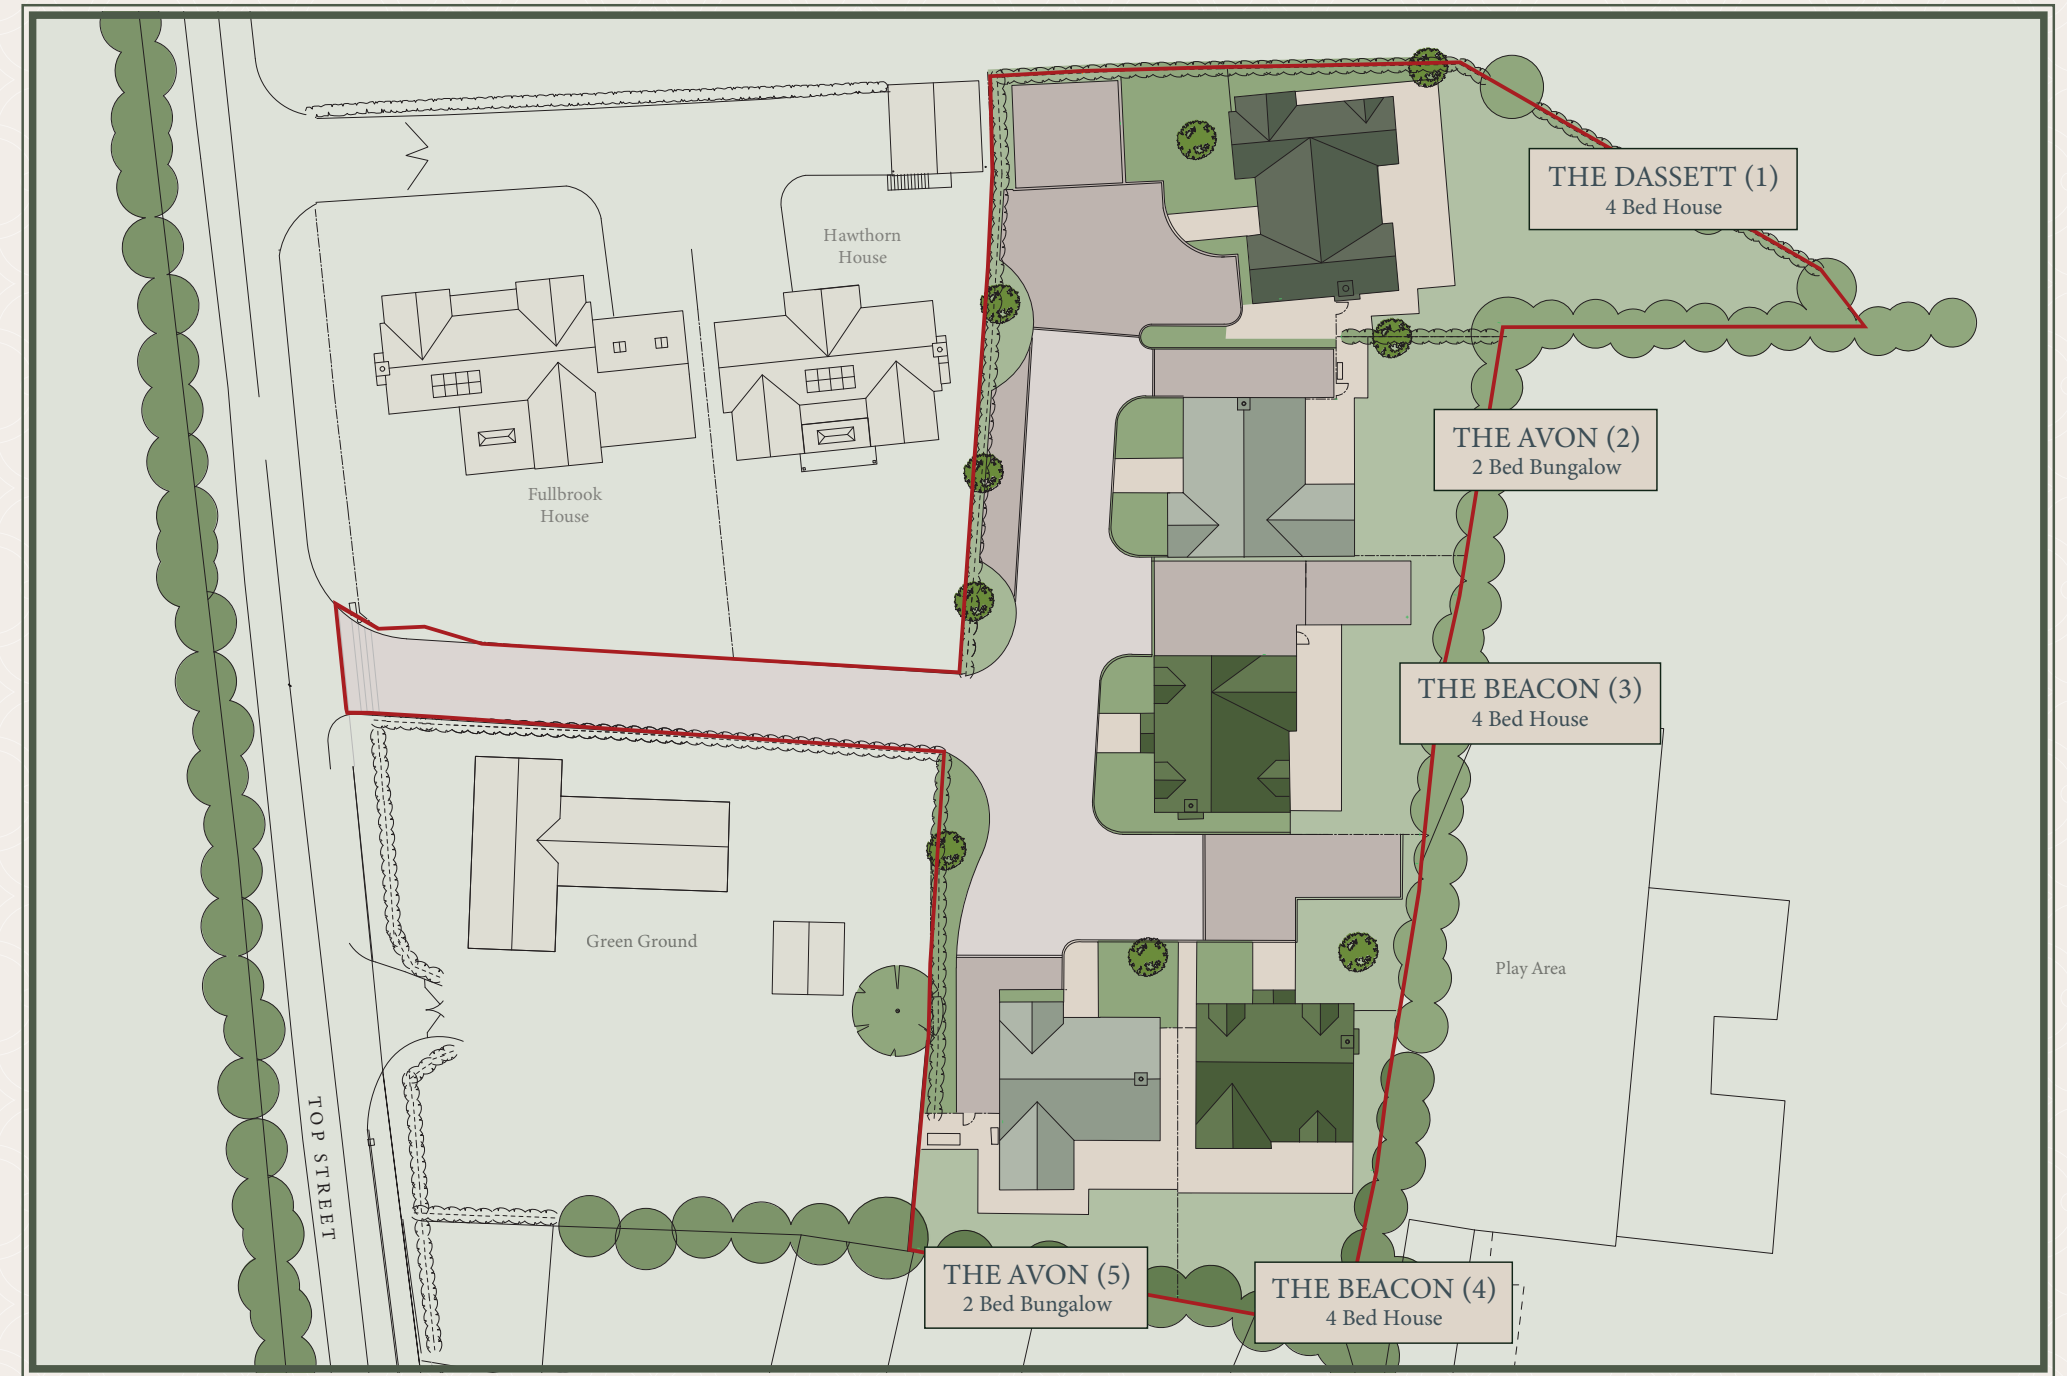 THE DASSETT (1)
4 Bed House
Hawthorn
House
THE AVON (2)
2 Bed Bungalow
Fullbrook
House
THE BEACON (3)
4 Bed House
Green Ground
Play Area
TOP STREET
THE AVON (5)
2 Bed Bungalow
THE BEACON (4)
4 Bed House